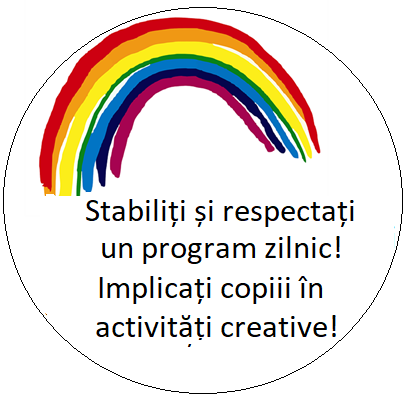 Stabiliți și respectați
un program zilnic!
Implicați copiii în
activități creative!